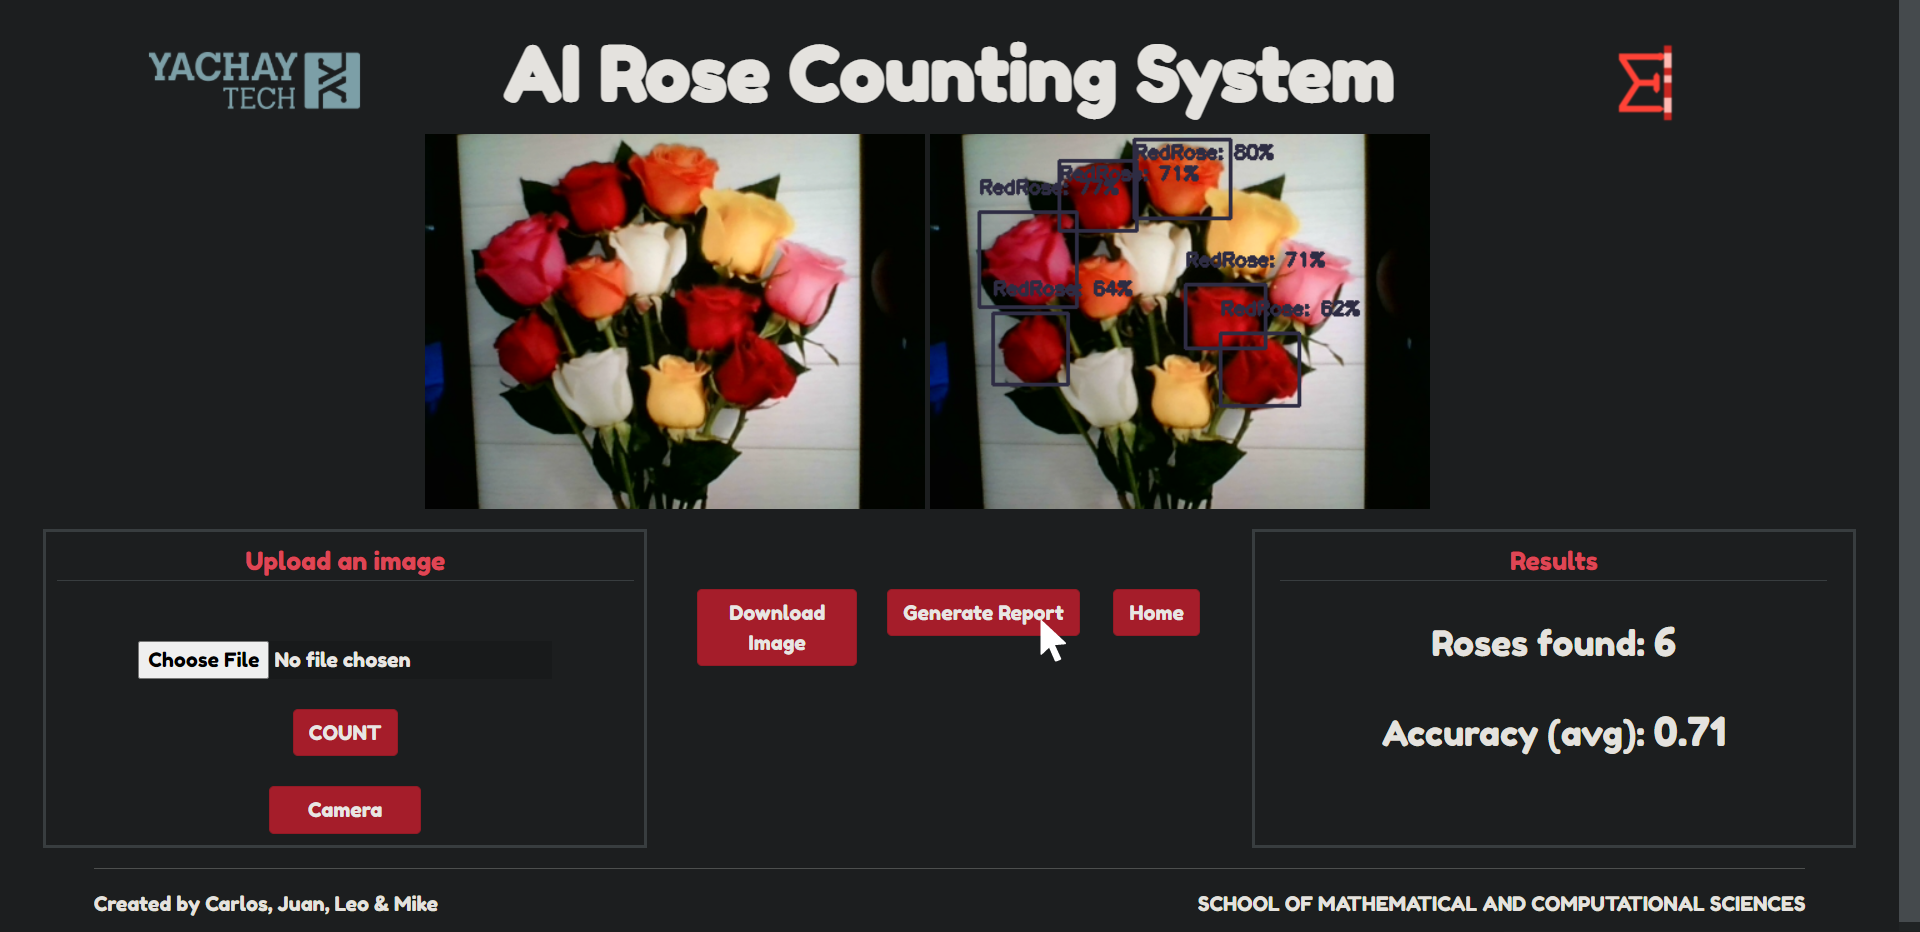 YACHAY
TECH
AI Rose Counting System
RedRose: 80%
RedRose: 71%
RedRose: 77%
RedRose: 71%
RedRose: 64%
RedRose: 62%
Upload an image
Choose File No file chosen
COUNT
Camera
Download
Image
Generate Report
Home
Results
Roses found: 6
Accuracy (avg): 0.71
Created by Carlos, Juan, Leo & Mike
SCHOOL OF MATHEMATICAL AND COMPUTATIONAL SCIENCES